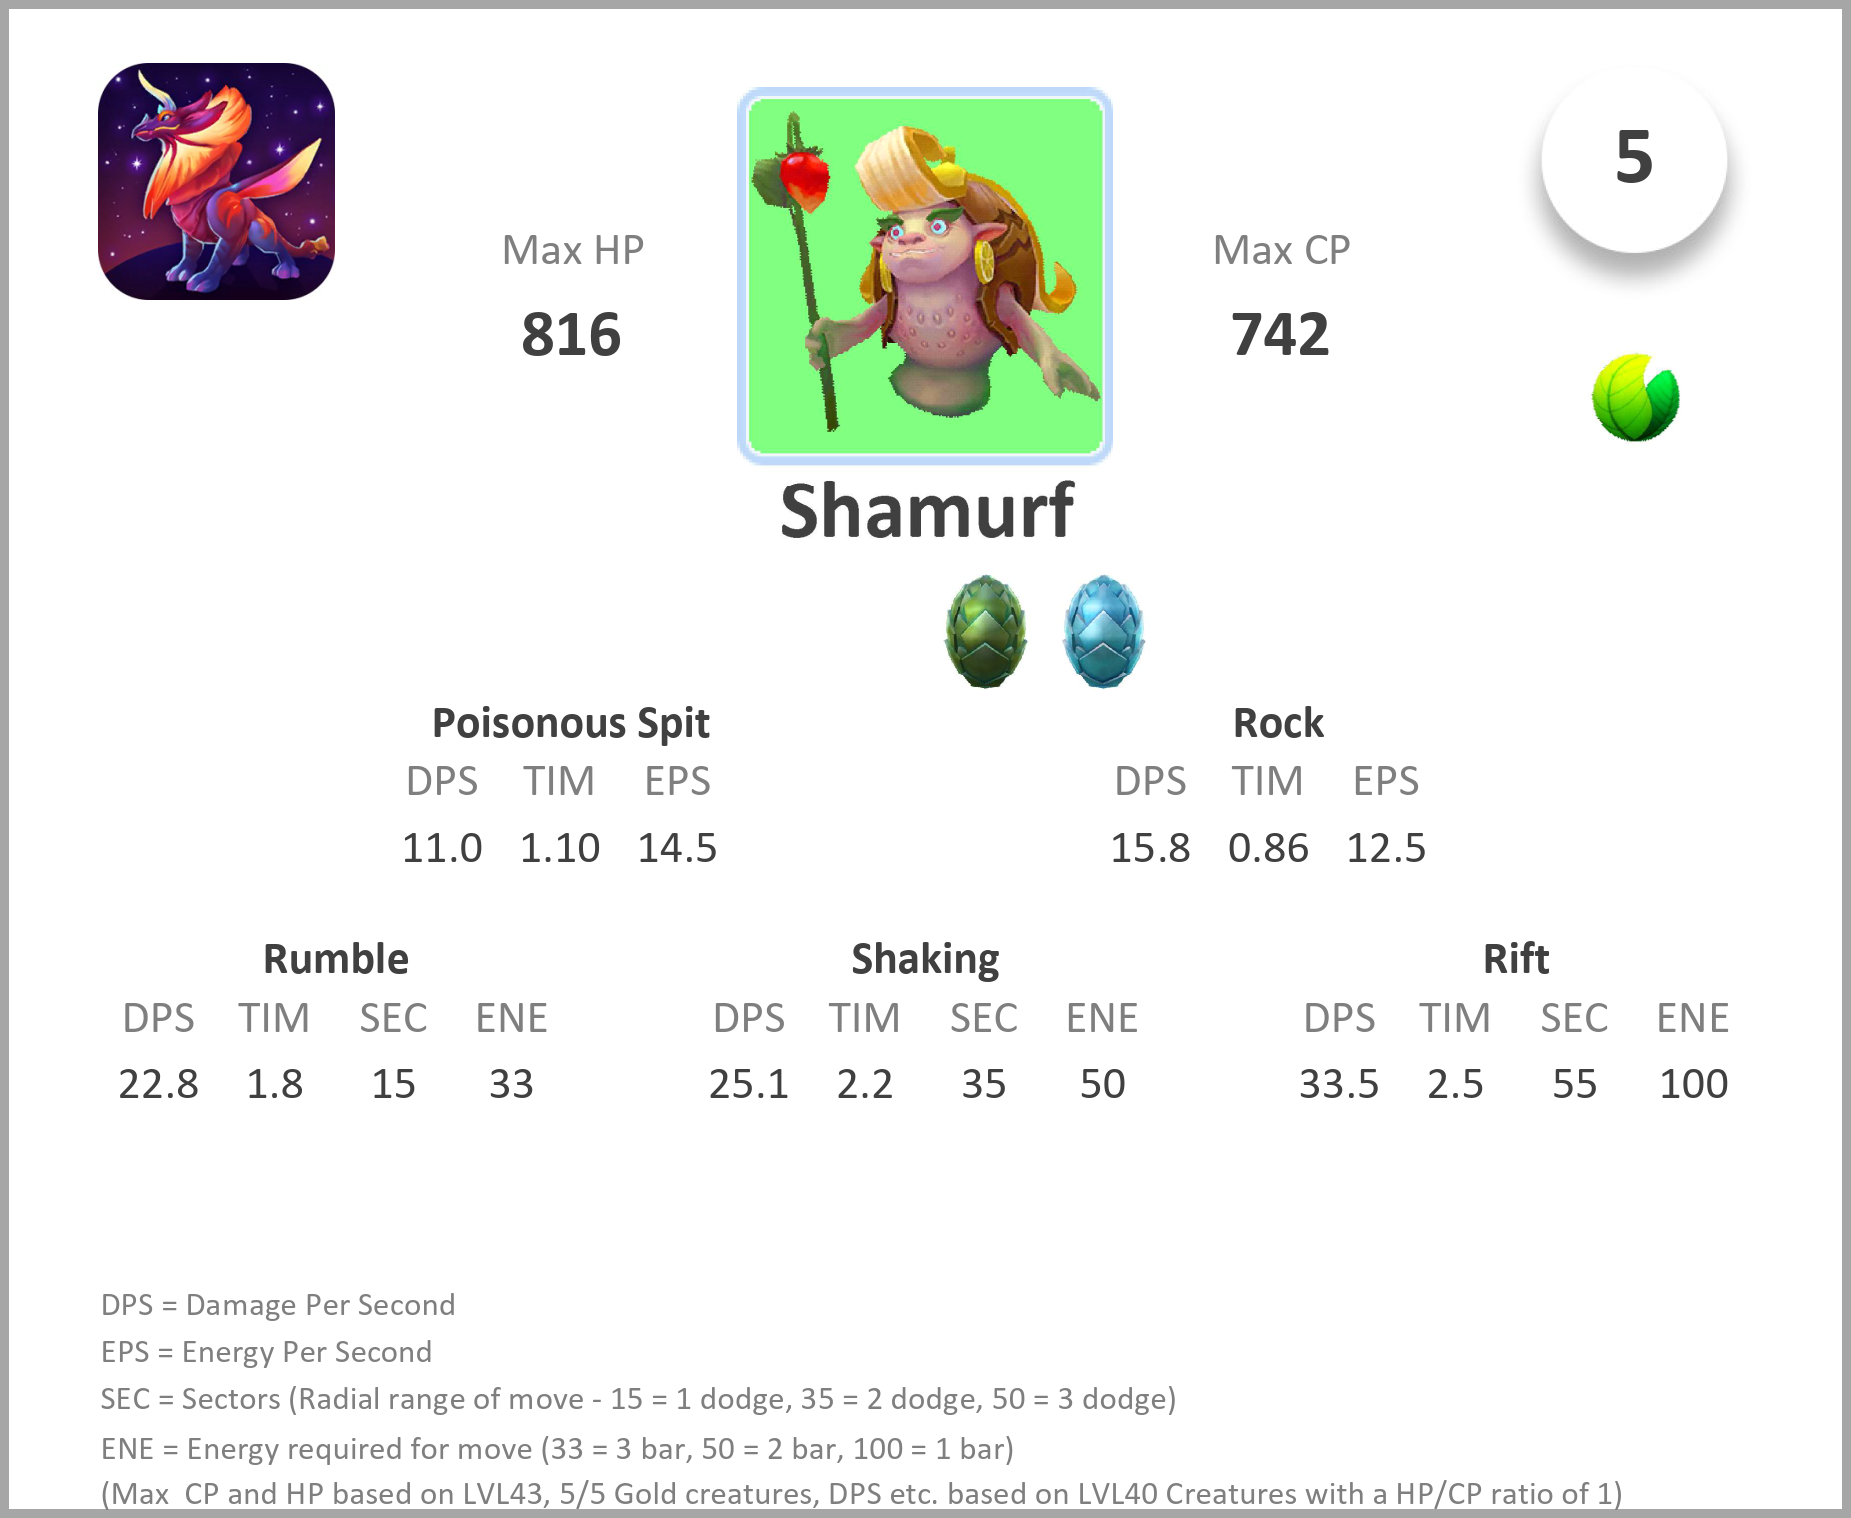 5
Max HP
Max CP
816
742
Shamurf
Poisonous Spit
Rock
DPS TIM EPS
DPS TIM EPS
11.0 1.10 14.5
15.8 0.86 12.5
Rumble
Shaking
Rift
DPS TIM SEC ENE
DPS TIM SEC ENE
DPS TIM SEC ENE
22.8 1.8 15 33
25.1 2.2 35 50
33.5 2.5 55 100
DPS = Damage Per Second
EPS = Energy Per Second
SEC = Sectors (Radial range of move - 15 = 1 dodge, 35 = 2 dodge, 50 = 3 dodge)
ENE = Energy required for move (33 = 3 bar, 50 = 2 bar, 100 = 1 bar)
(Max  CP and HP based on LVL43, 5/5 Gold creatures, DPS etc. based on LVL40 Creatures with a HP/CP ratio of 1)